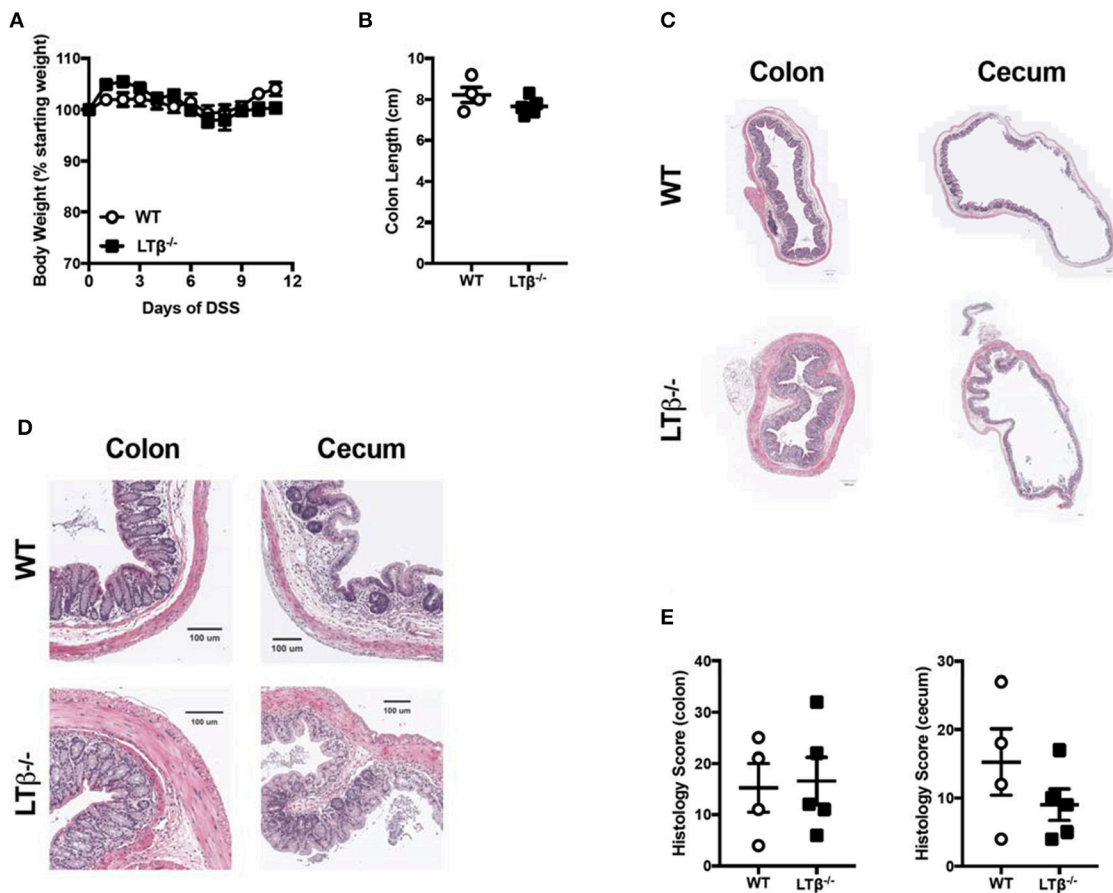 A
Body Weight (% starting weight)
110
100
90
80
70
0
3
6
9
12
WT
LTβ-/-
Days of DSS
B
Colon Length (cm)
10
8
6
4
2
0
WT
LTβ-/-
C
Colon
Cecum
WT
LTβ-/-
D
Colon
Cecum
WT
100 um
100 um
LTβ-/-
100 um
100 um
E
Histology Score (colon)
40
30
20
10
0
WT
LTβ-/-
Histology Score (cecum)
30
20
10
0
WT
LTβ-/-